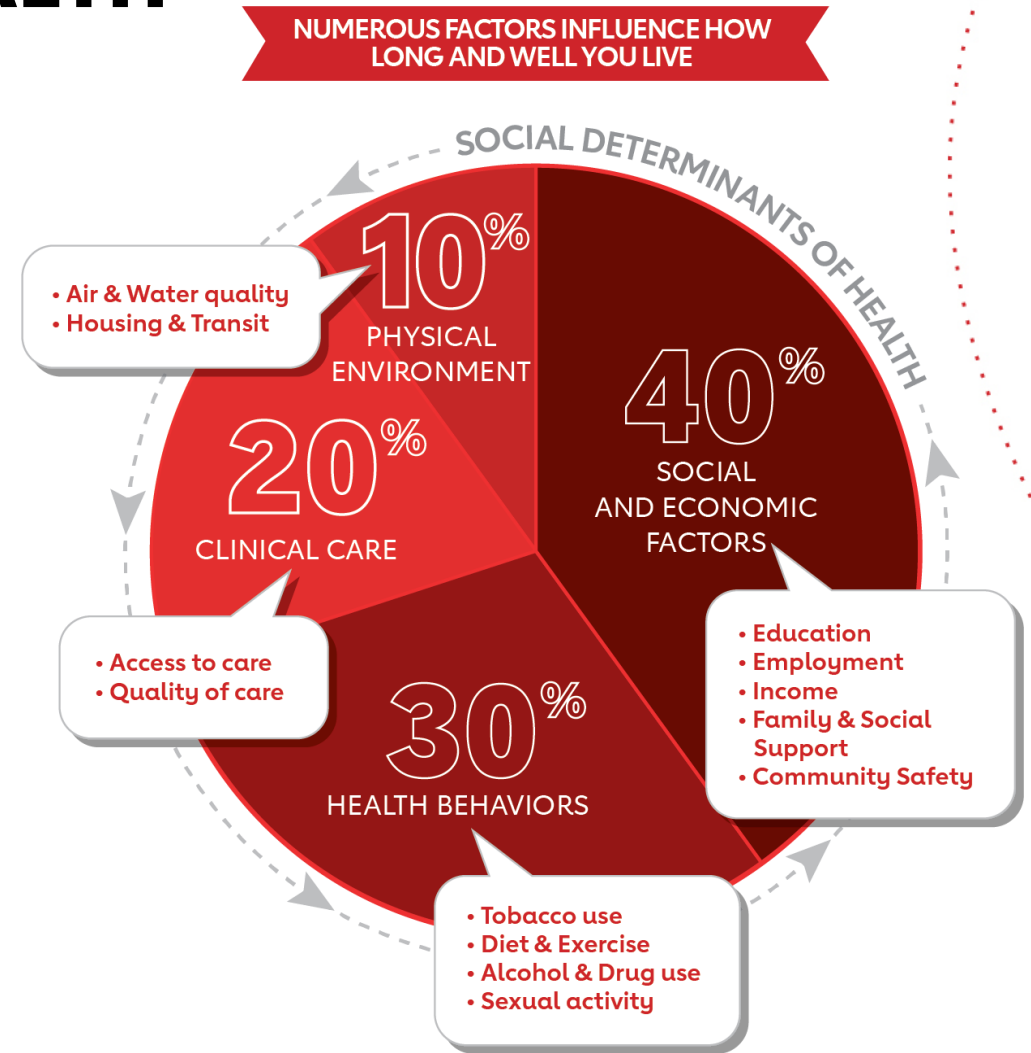 NUMEROUS FACTORS INFLUENCE HOW
LONG AND WELL YOU LIVE
SOCIAL DETERMINANTS OF HEALTH
10%
PHYSICAL
ENVIRONMENT
• Air & Water quality
• Housing & Transit
40%
SOCIAL
AND ECONOMIC
FACTORS
• Education
• Employment
• Income
• Family & Social
Support
• Community Safety
20%
CLINICAL CARE
• Access to care
• Quality of care
30%
HEALTH BEHAVIORS
• Tobacco use
• Diet & Exercise
• Alcohol & Drug use
• Sexual activity